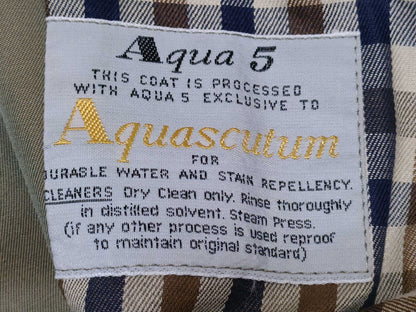 Aqua 5
THIS COAT IS PROCESSED
WITH AQUA 5 EXCLUSIVE TO
Aquascutum
FOR
DURABLE WATER AND STAIN REPELLENCY.
CLEANERS Dry Clean only. Rinse thoroughly
in distilled solvent. Steam Press.
(if any other process is used reproof
to maintain original standard)